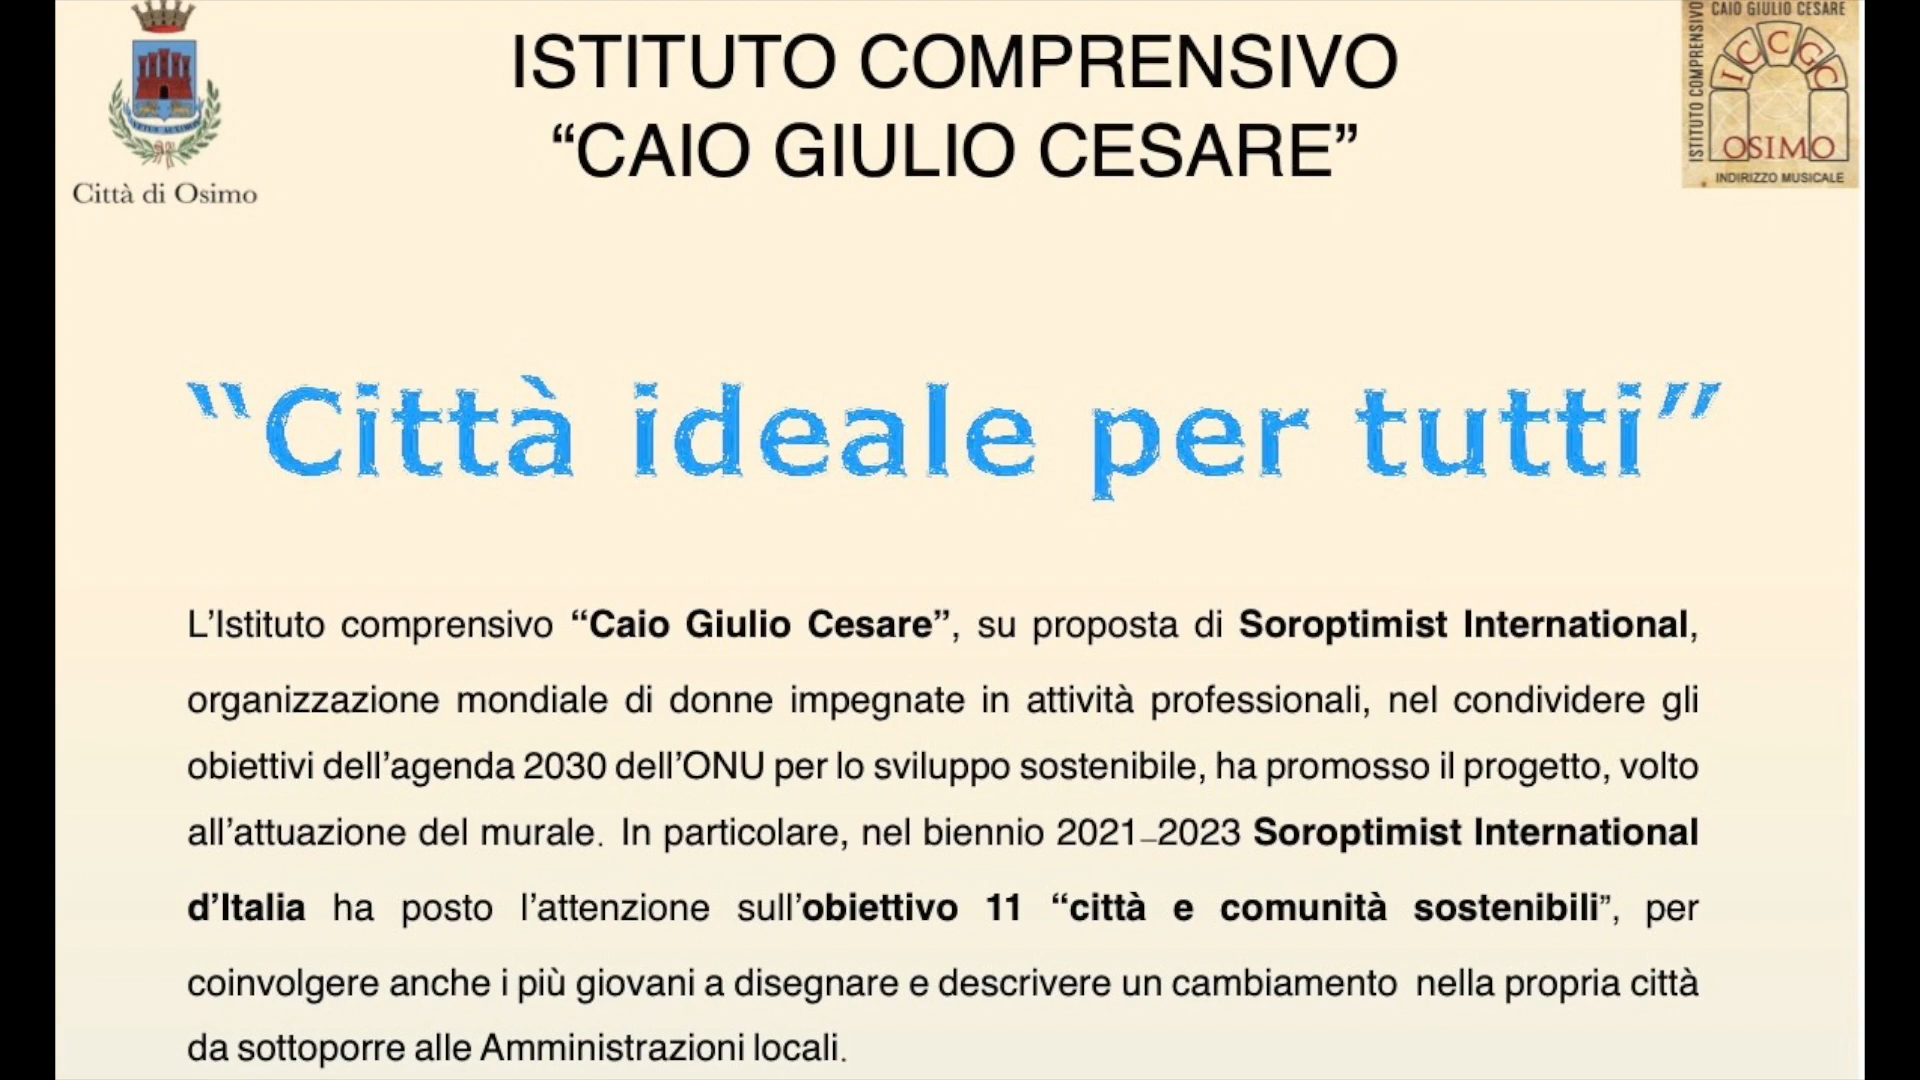 ISTITUTO COMPRENSIVO
“CAIO GIULIO CESARE”
Città di Osimo
ISTITUTO COMPRENSIVO
CAIO GIULIO CESARE
ICCGC
OSIMO
INDIRIZZO MUSICALE
“Città ideale per tutti”
L’Istituto comprensivo “Caio Giulio Cesare”, su proposta di Soroptimist International,
organizzazione mondiale di donne impegnate in attività professionali, nel condividere gli
obiettivi dell’agenda 2030 dell’ONU per lo sviluppo sostenibile, ha promosso il progetto, volto
all’attuazione del murale. In particolare, nel biennio 2021–2023 Soroptimist International
d’Italia ha posto l’attenzione sull’obiettivo 11 “città e comunità sostenibili”, per
coinvolgere anche i più giovani a disegnare e descrivere un cambiamento nella propria città
da sottoporre alle Amministrazioni locali.